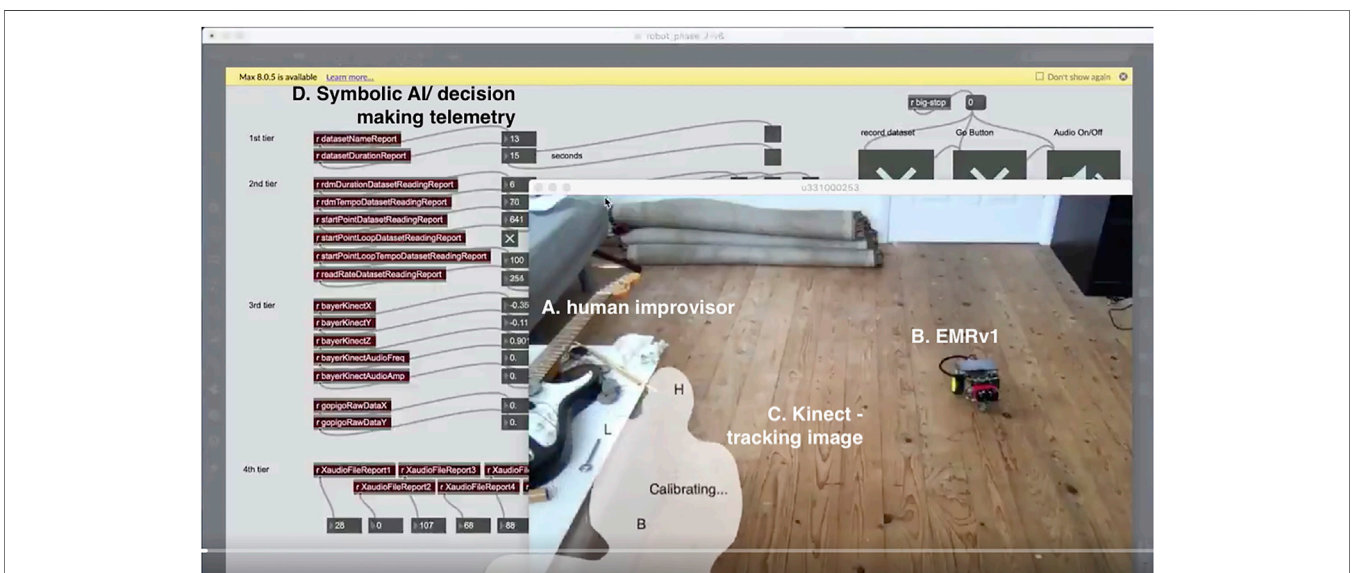 Max 8.0.5 is available Learn more...
Don't show again
D. Symbolic AI/ decision
making telemetry
r big-stop 0
record dataset Go Button Audio On/Off
1st tier r datasetNameReport 13
r datasetDurationReport 15 seconds
2nd tier r rdmDurationDatasetReadingReport 6
u331000253
r rdmTempoDatasetReadingReport 70
r startPointDatasetReadingReport 641
r startPointLoopDatasetReadingReport
r startPointLoopTempoDatasetReadingReport 100
r readRateDatasetReadingReport 254
3rd tier r bayerKinectX -0.35
A. human improvisor
r bayerKinectY -0.11
B. EMRv1
r bayerKinectZ 0.90
r bayerKinectAudioFreq 0.
r bayerKinectAudioAmp 0.
H
r gopigoRawDataX 0.
C. Kinect -
tracking image
r gopigoRawDataY 0.
L
4th tier r XaudioFileReport1 r XaudioFileReport3
r XaudioFileReport2 r XaudioFileReport4
Calibrating...
28 0 107 68 88
B